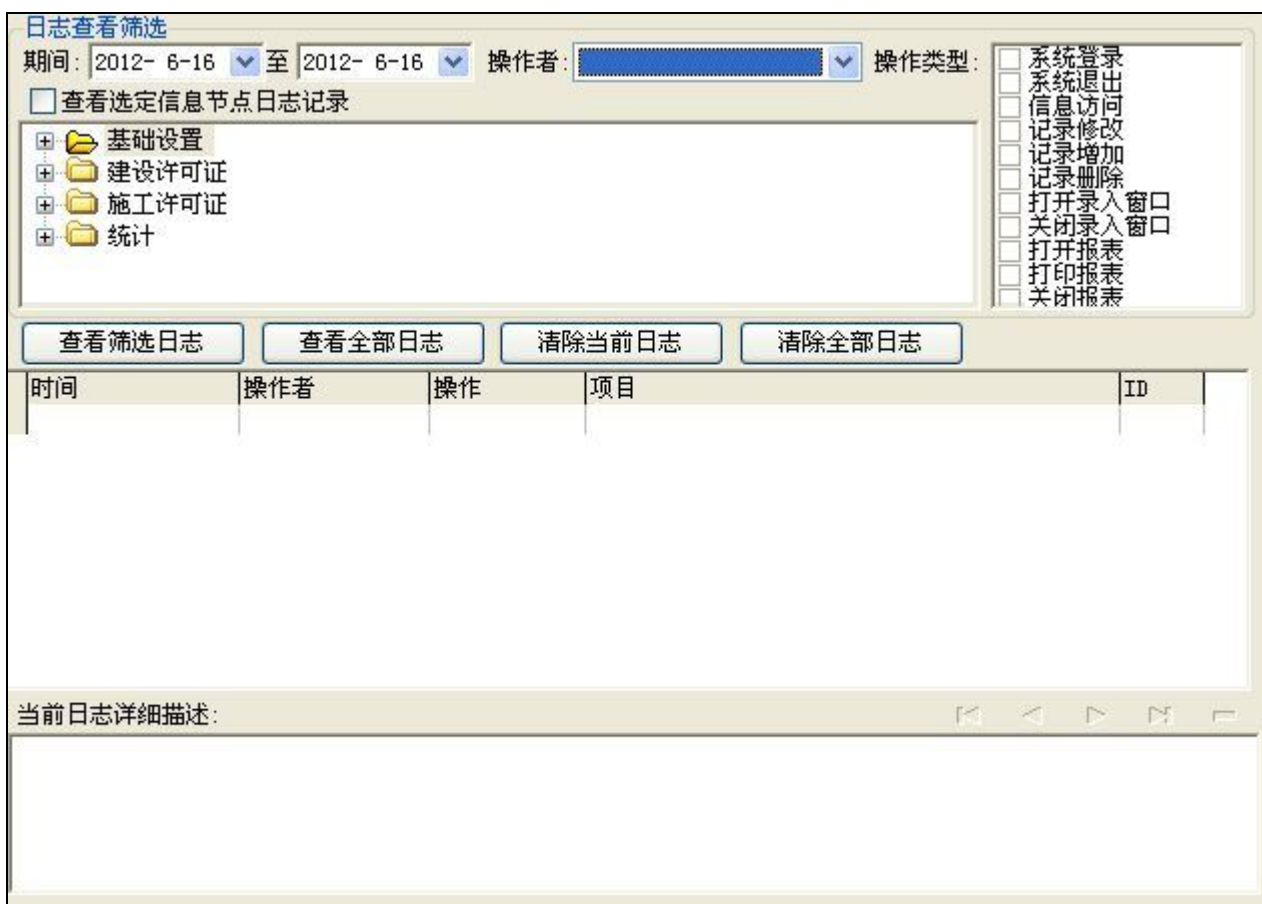 日志查看筛选
期间: 2012- 6-16 至 2012- 6-16 操作者: 操作类型:
查看选定信息节点日志记录
基础设置
建设许可证
施工许可证
统计
系统登录
系统退出
信息访问
记录修改
记录增加
记录删除
打开录入窗口
关闭录入窗口
打开报表
打印报表
关闭报表
查看筛选日志 查看全部日志 清除当前日志 清除全部日志
时间 操作者 操作 项目 ID
当前日志详细描述: